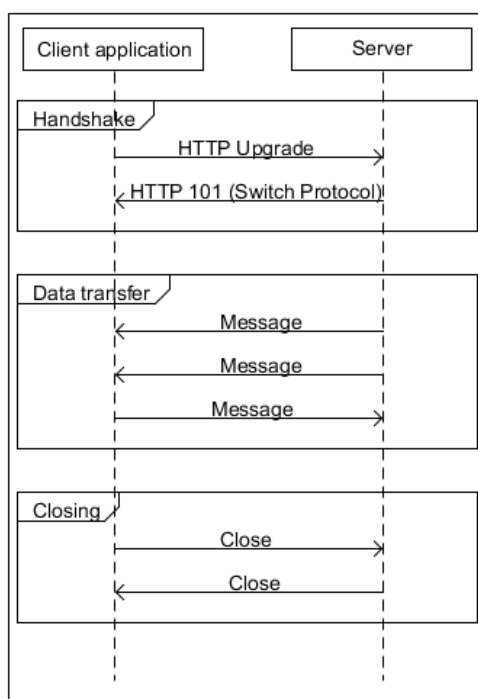 Client application
Server
Handshake
HTTP Upgrade
HTTP 101 (Switch Protocol)
Data transfer
Message
Message
Message
Closing
Close
Close